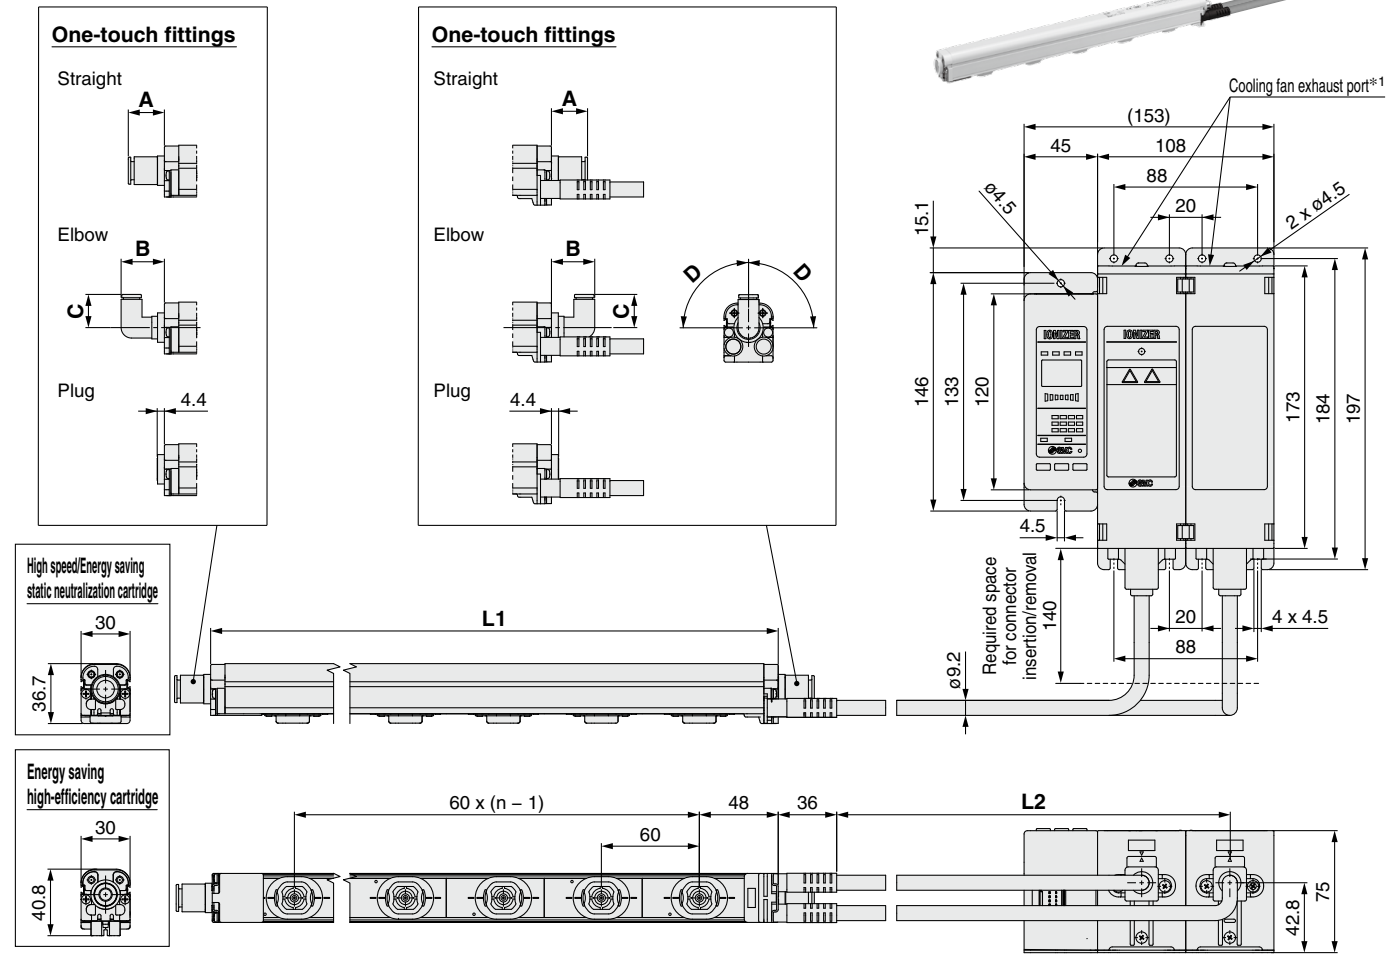 One-touch fittings
Straight
A
Elbow
B
C
Plug
4.4
One-touch fittings
Straight
A
Elbow
B
C
D
D
Plug
4.4
Cooling fan exhaust port*1
(153)
45
108
88
20
ø4.5
2 x ø4.5
15.1
146
133
120
173
184
197
IONIZER
IONIZER
SMC
SMC
4.5
Required space
for connector
insertion/removal
140
20
4 x 4.5
88
ø9.2
High speed/Energy saving
static neutralization cartridge
30
36.7
L1
Energy saving
high-efficiency cartridge
30
40.8
60 x (n − 1)
48
36
L2
60
42.8
75